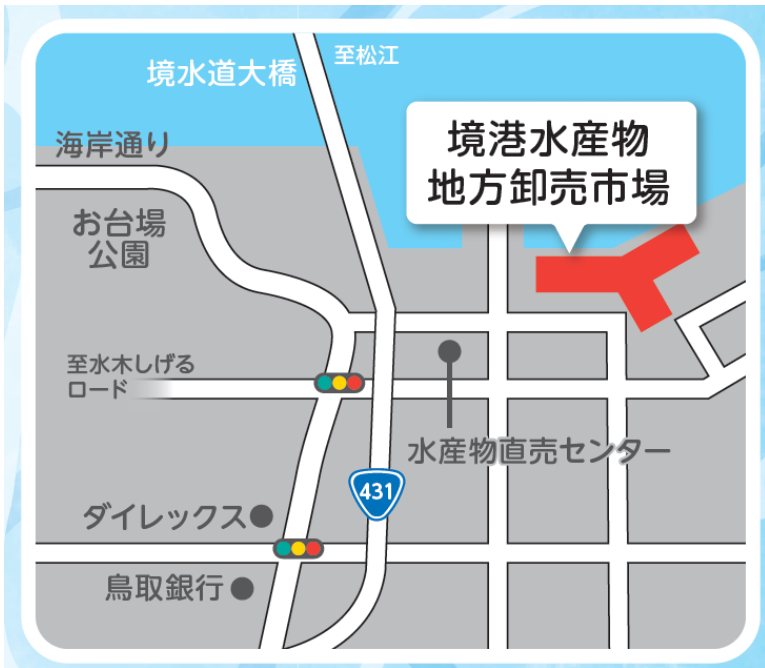 至松江
境水道大橋
境港水産物
地方卸売市場
海岸通り
お台場
公園
至水木しげる
ロード
水産物直売センター
431
ダイレックス
鳥取銀行